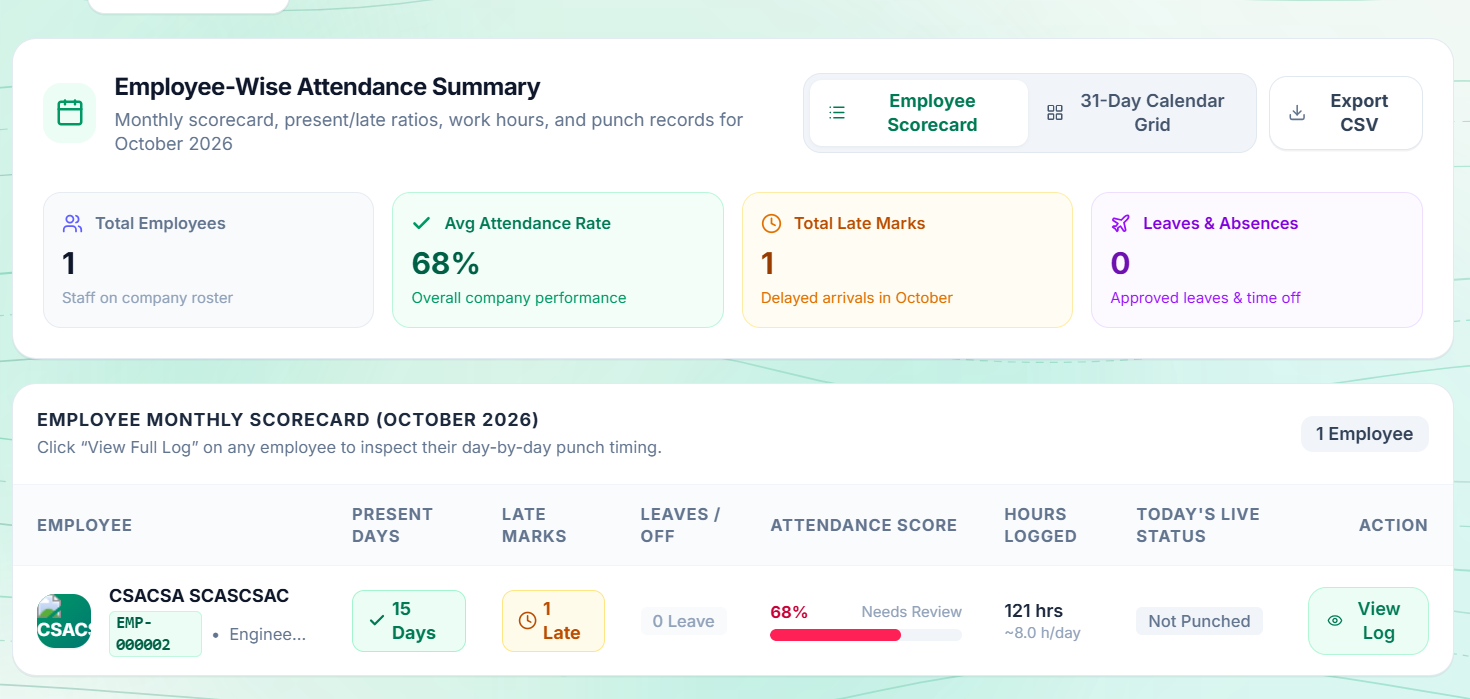 Employee-Wise Attendance Summary
Monthly scorecard, present/late ratios, work hours, and punch records for
October 2026
Employee
Scorecard
31-Day Calendar
Grid
Export
CSV
Total Employees
1
Staff on company roster
Avg Attendance Rate
68%
Overall company performance
Total Late Marks
1
Delayed arrivals in October
Leaves & Absences
0
Approved leaves & time off
EMPLOYEE MONTHLY SCORECARD (OCTOBER 2026)
Click “View Full Log” on any employee to inspect their day-by-day punch timing.
1 Employee
EMPLOYEE
PRESENT
DAYS
LATE
MARKS
LEAVES /
OFF
ATTENDANCE SCORE
HOURS
LOGGED
TODAY'S LIVE
STATUS
ACTION
CSACSA SCASCSAC
EMP-
000002
• Enginee...
15
Days
1
Late
0 Leave
68%
Needs Review
121 hrs
~8.0 h/day
Not Punched
View
Log